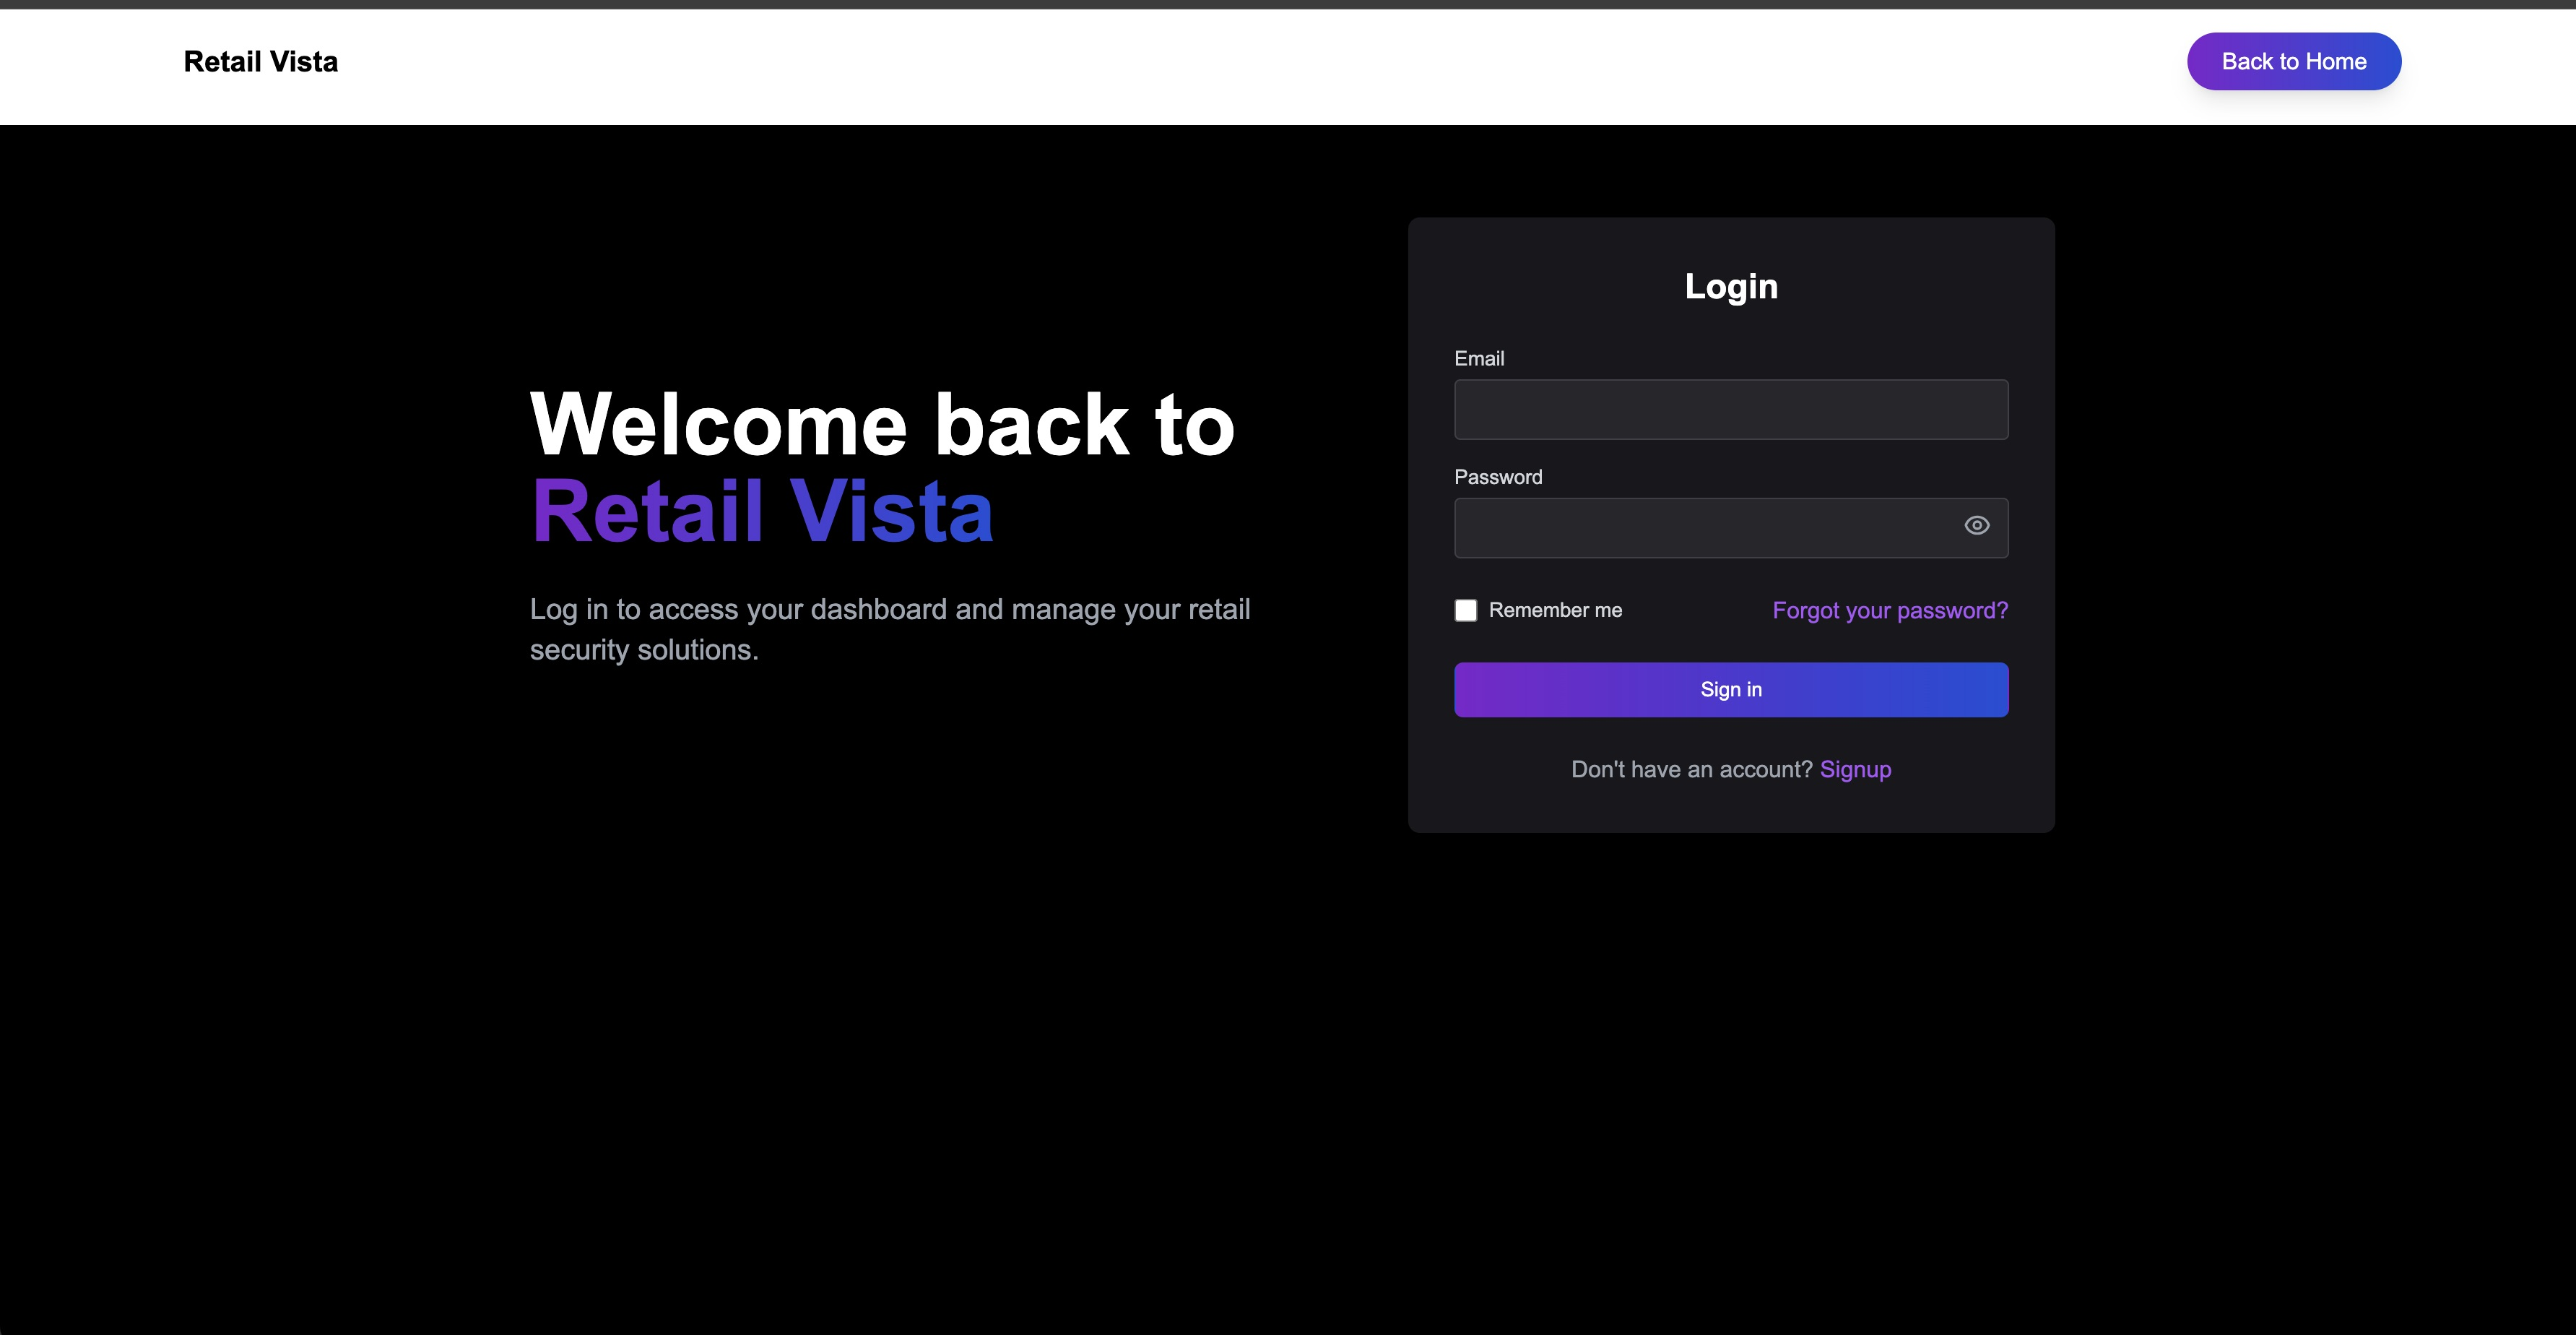 Retail Vista
Back to Home
Welcome back to
Retail Vista
Log in to access your dashboard and manage your retail
security solutions.
Login
Email
Password
Remember me
Forgot your password?
Sign in
Don't have an account? Signup